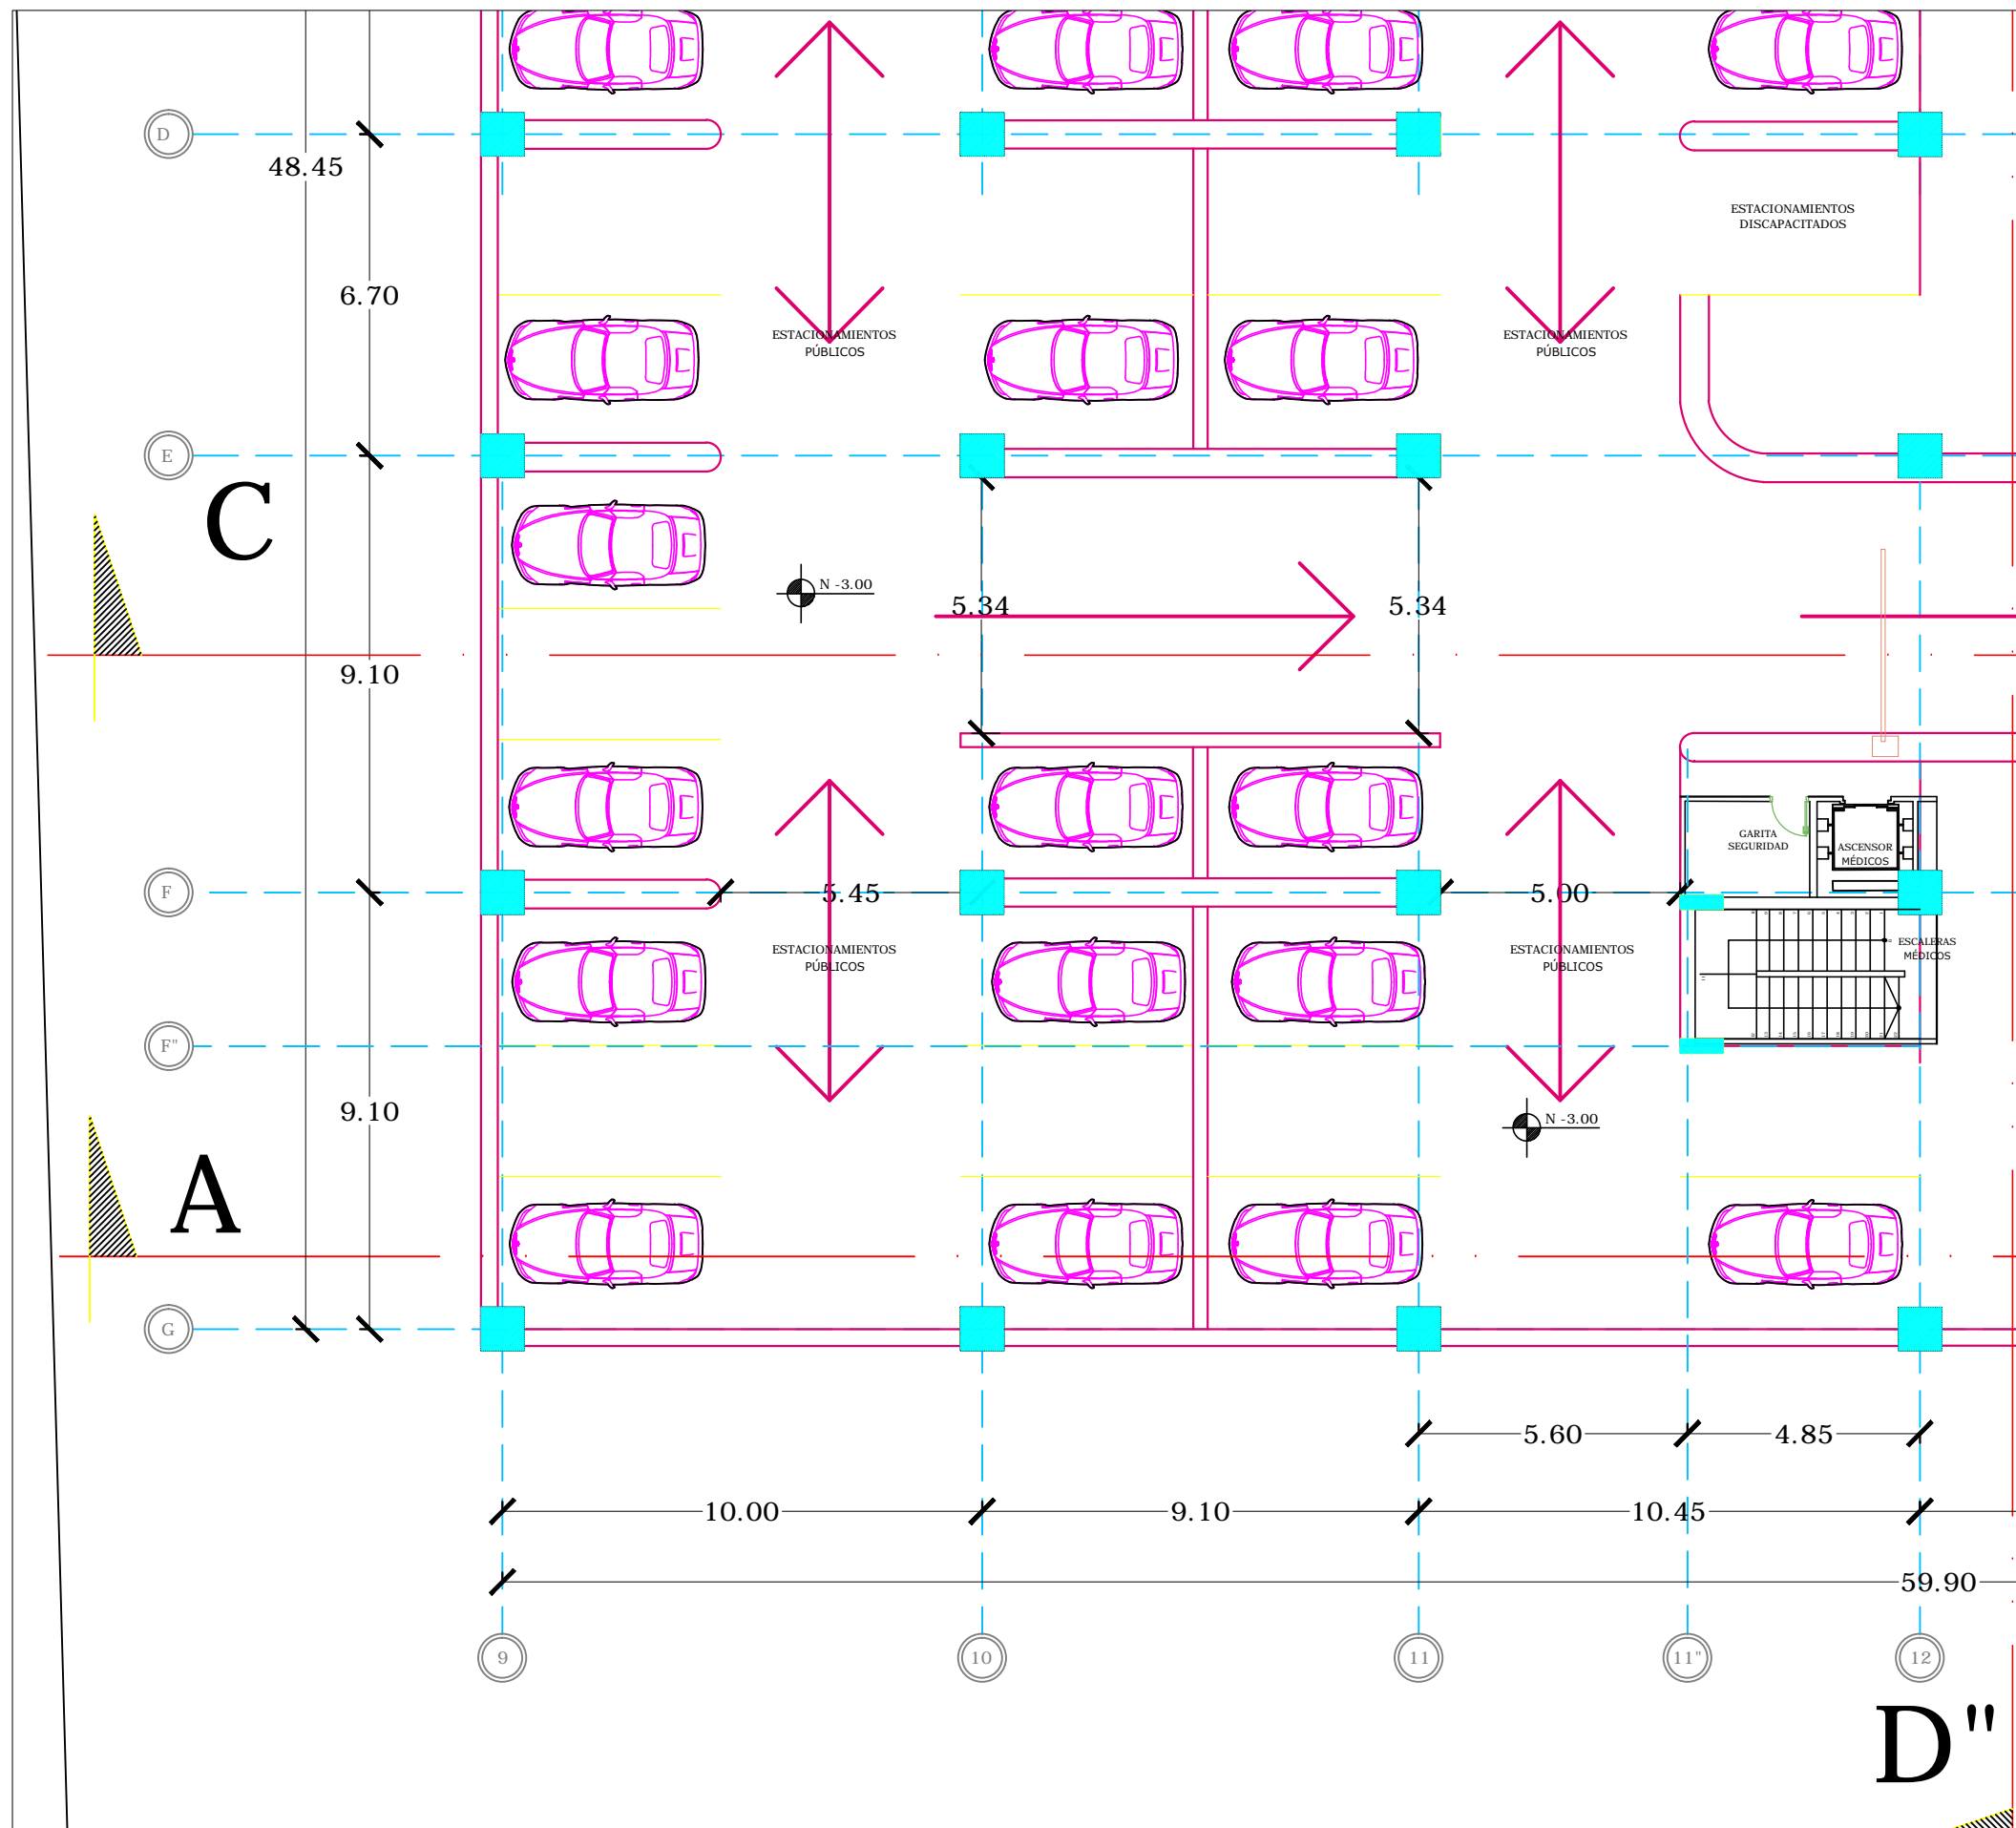 D
48.45
ESTACIONAMIENTOS
DISCAPACITADOS
6.70
ESTACIONAMIENTOS
PÚBLICOS
ESTACIONAMIENTOS
PÚBLICOS
E
C
N -3.00
5.34
5.34
9.10
GARITA
SEGURIDAD
ASCENSOR
MÉDICOS
F
5.45
5.00
ESTACIONAMIENTOS
PÚBLICOS
ESTACIONAMIENTOS
PÚBLICOS
ESCALERAS
MÉDICOS
F"
9.10
N -3.00
A
G
5.60
4.85
10.00
9.10
10.45
59.90
9
10
11
11"
12
D"